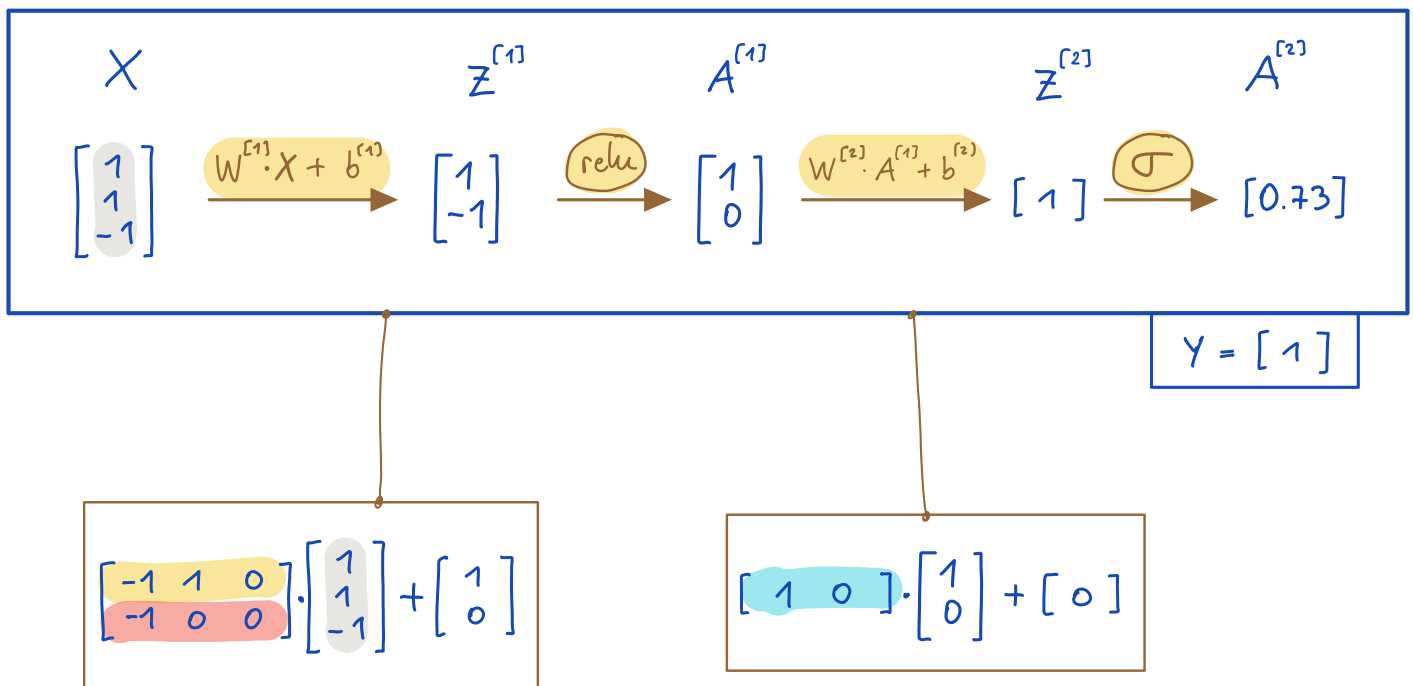 X Z^[1] A^[1] Z^[2] A^[2]
W^[1] · X + b^[1] relu W^[2] · A^[1] + b^[2] σ
[1 1 -1] [1 -1] [1 0] [1] [0.73]
Y = [1]
[-1 1 0
-1 0 0] · [1 1 -1] + [1 0]
[1 0] · [1 0] + [0]